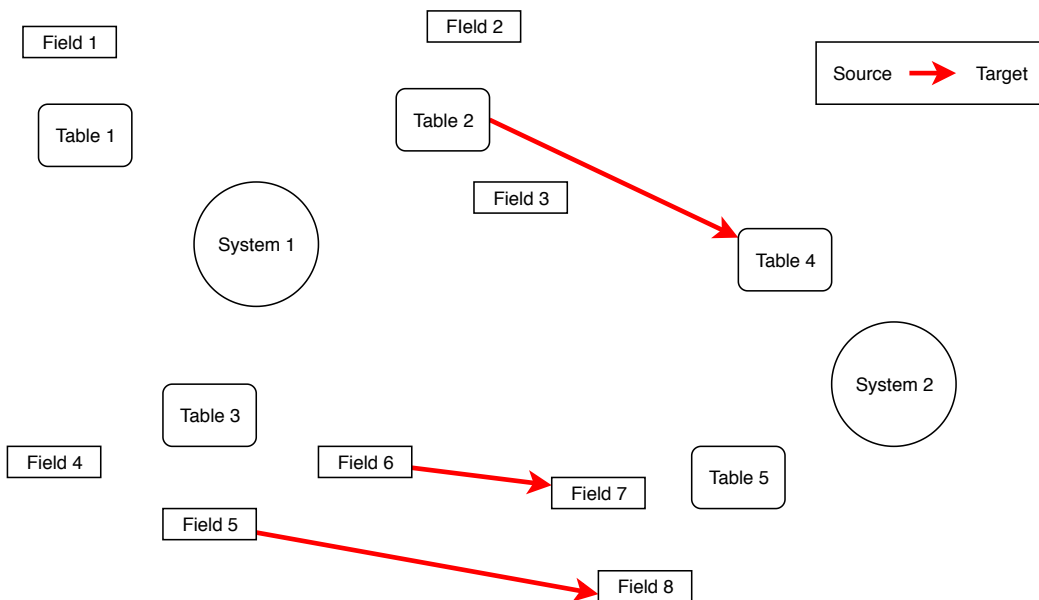 Field 1
FIeld 2
Source Target
Table 1
Table 2
Field 3
System 1
Table 4
System 2
Table 3
Field 4
Field 6
Table 5
Field 7
Field 5
Field 8